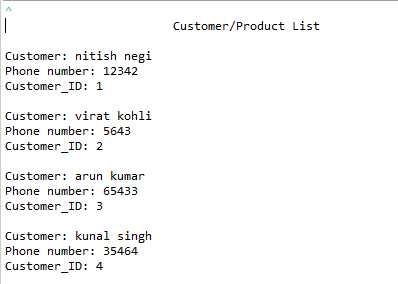 ^
Customer/Product List
Customer: nitish negi
Phone number: 12342
Customer_ID: 1
Customer: virat kohli
Phone number: 5643
Customer_ID: 2
Customer: arun kumar
Phone number: 65433
Customer_ID: 3
Customer: kunal singh
Phone number: 35464
Customer_ID: 4